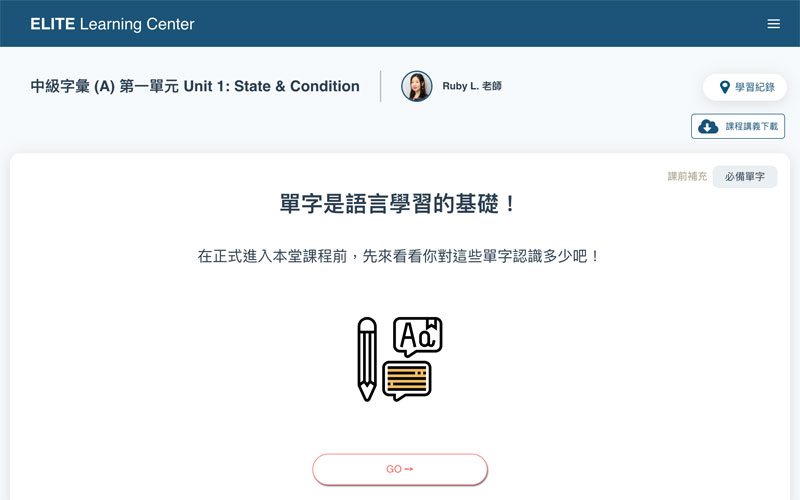 ELITE Learning Center
中級字彙 (A) 第一單元 Unit 1: State & Condition
Ruby L. 老師
學習紀錄
課程講義下載
課前補充 必備單字
單字是語言學習的基礎！
在正式進入本堂課程前，先來看看你對這些單字認識多少吧！
Aa
GO →